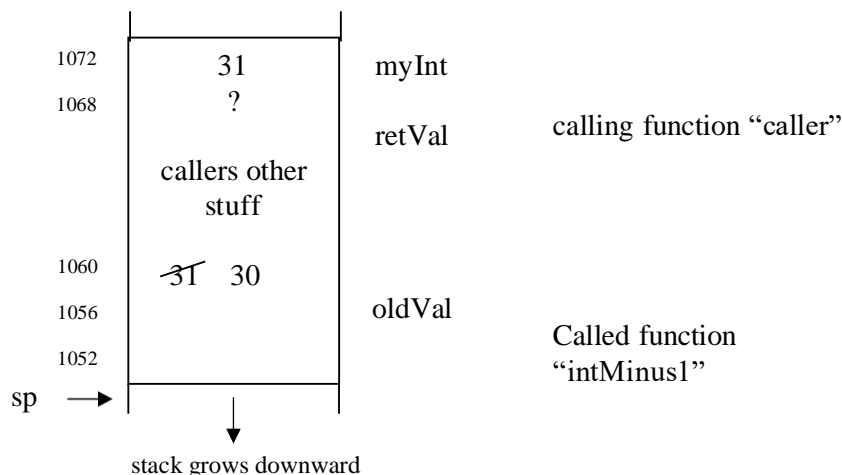 1072 31 myInt
1068 ?
retVal calling function “caller”
callers other
stuff
1060 31 30
1056 oldVal
Called function
1052 “intMinus1”
sp
stack grows downward